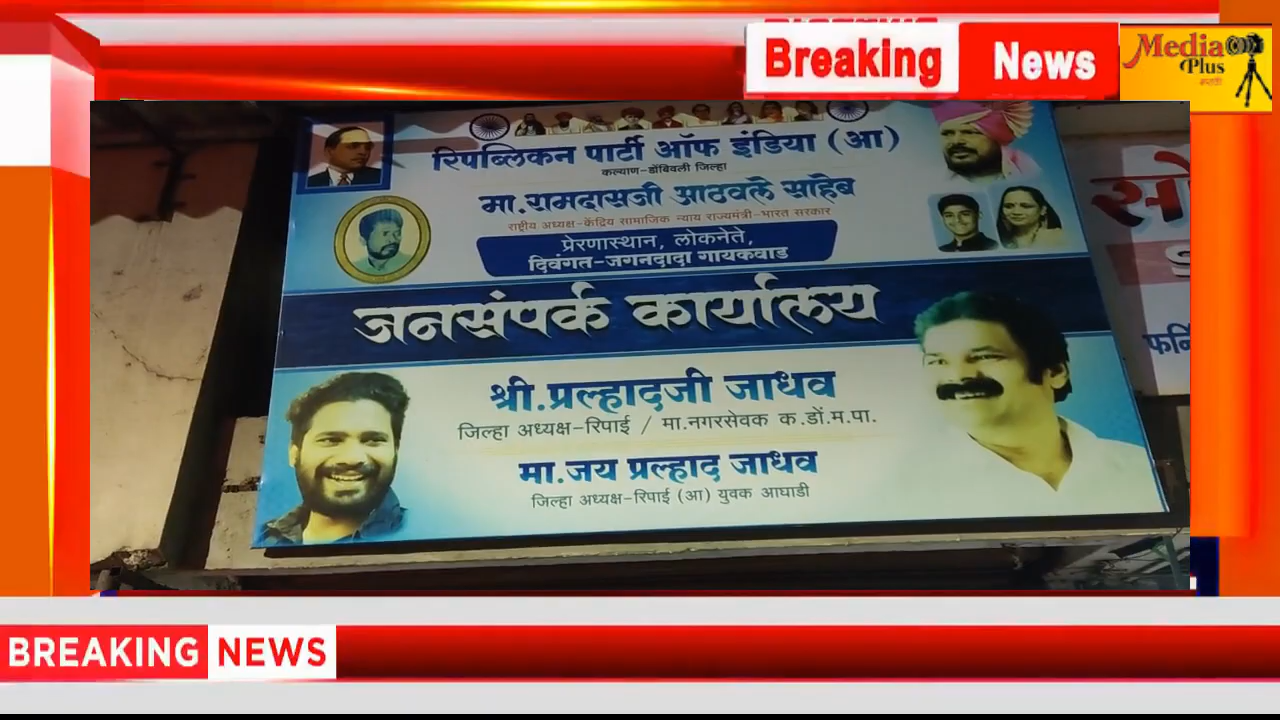 Breaking News
Media
Plus
रिपब्लिकन पार्टी ऑफ इंडिया (आ)
कल्याण-डोंबिवली जिल्हा
मा.रामदासजी आठवले साहेब
राष्ट्रीय अध्यक्ष-केंद्रिय सामाजिक न्याय राज्यमंत्री-भारत सरकार
प्रेरणास्थान, लोकनेते,
दिवंगत-जगनदादा गायकवाड
जनसंपर्क कार्यालय
श्री.प्रल्हादजी जाधव
जिल्हा अध्यक्ष-रिपाई / मा.नगरसेवक क.डों.म.पा.
मा.जय प्रल्हाद जाधव
जिल्हा अध्यक्ष-रिपाई (आ) युवक आघाडी
BREAKING NEWS